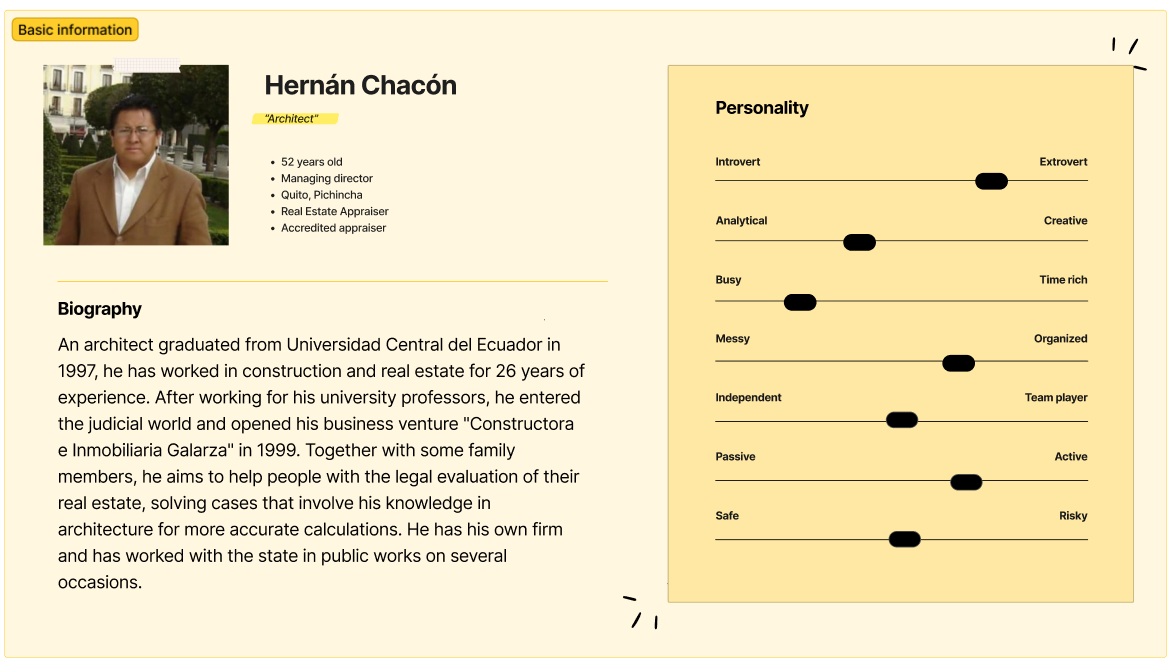 Basic information
Hernán Chacón
"Architect"
• 52 years old
• Managing director
• Quito, Pichincha
• Real Estate Appraiser
• Accredited appraiser
Biography
An architect graduated from Universidad Central del Ecuador in
1997, he has worked in construction and real estate for 26 years of
experience. After working for his university professors, he entered
the judicial world and opened his business venture "Constructora
e Inmobiliaria Galarza" in 1999. Together with some family
members, he aims to help people with the legal evaluation of their
real estate, solving cases that involve his knowledge in
architecture for more accurate calculations. He has his own firm
and has worked with the state in public works on several
occasions.
Personality
Introvert Extrovert
Analytical Creative
Busy Time rich
Messy Organized
Independent Team player
Passive Active
Safe Risky